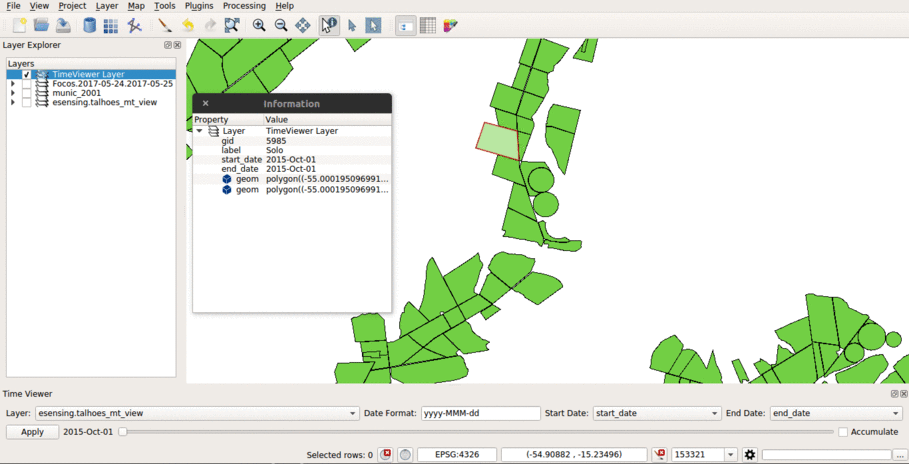 File View Project Layer Map Tools Plugins Processing Help
Layer Explorer
Layers
TimeViewer Layer
Focos.2017-05-24.2017-05-25
munic_2001
esensing.talhoes_mt_view
Information
Property Value
Layer TimeViewer Layer
gid 5985
label Solo
start_date 2015-Oct-01
end_date 2015-Oct-01
geom polygon((-55.000195096991...
geom polygon((-55.000195096991...
Time Viewer
Layer: esensing.talhoes_mt_view Date Format: yyyy-MMM-dd Start Date: start_date End Date: end_date
Apply 2015-Oct-01 Accumulate
Selected rows: 0 EPSG:4326 (-54.90882 , -15.23496) 153321 ...